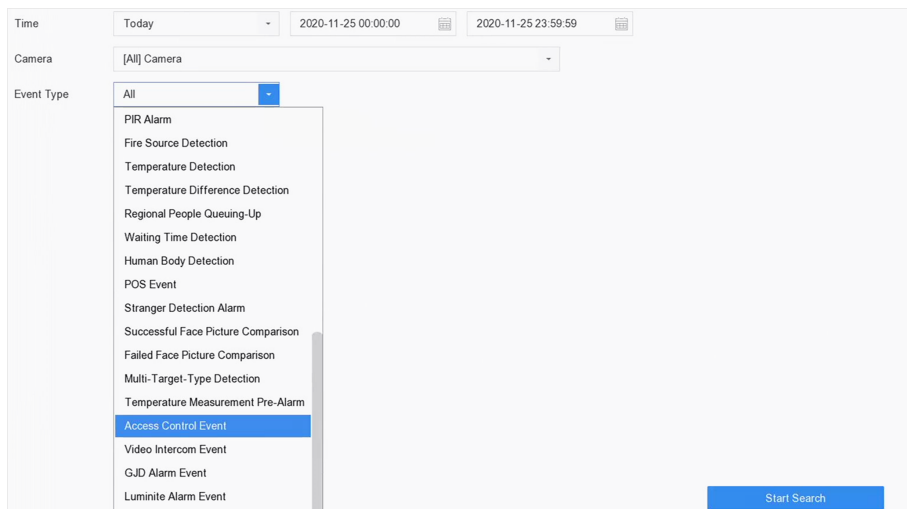 Time Today 2020-11-25 00:00:00 2020-11-25 23:59:59
Camera [All] Camera
Event Type All
PIR Alarm
Fire Source Detection
Temperature Detection
Temperature Difference Detection
Regional People Queuing-Up
Waiting Time Detection
Human Body Detection
POS Event
Stranger Detection Alarm
Successful Face Picture Comparison
Failed Face Picture Comparison
Multi-Target-Type Detection
Temperature Measurement Pre-Alarm
Access Control Event
Video Intercom Event
GJD Alarm Event
Luminite Alarm Event
Start Search